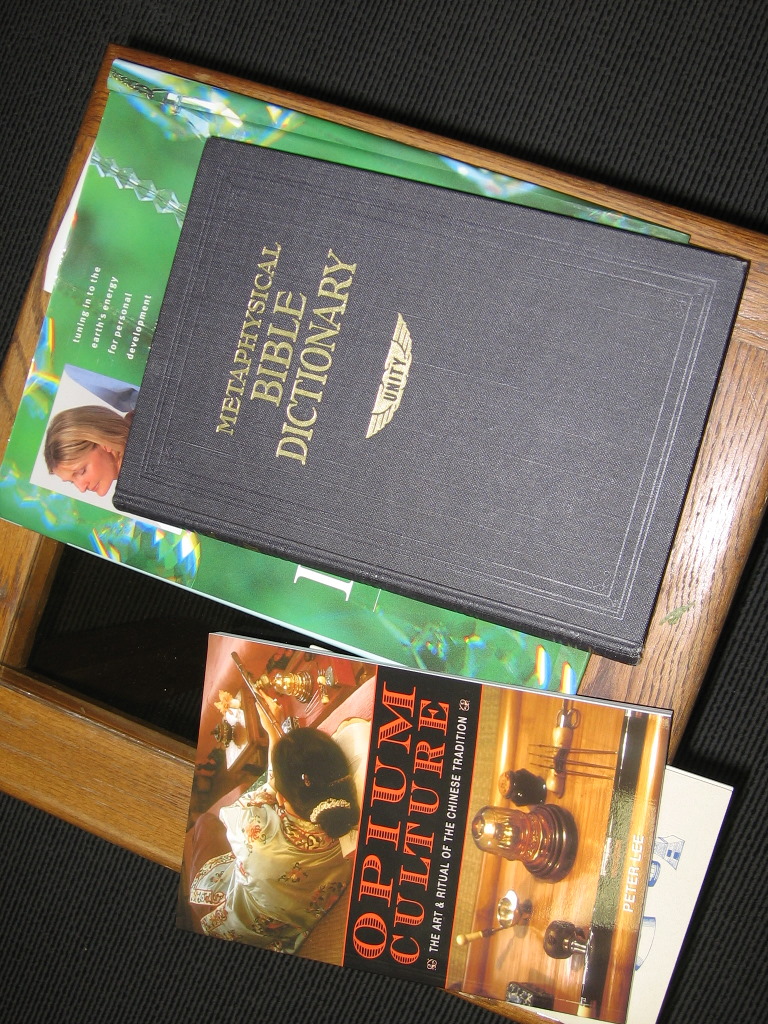 tuning in to the
earth's energy
for personal
development
METAPHYSICAL
BIBLE
DICTIONARY
UNITY
OPIUM
CULTURE
THE ART & RITUAL OF THE CHINESE TRADITION
PETER LEE